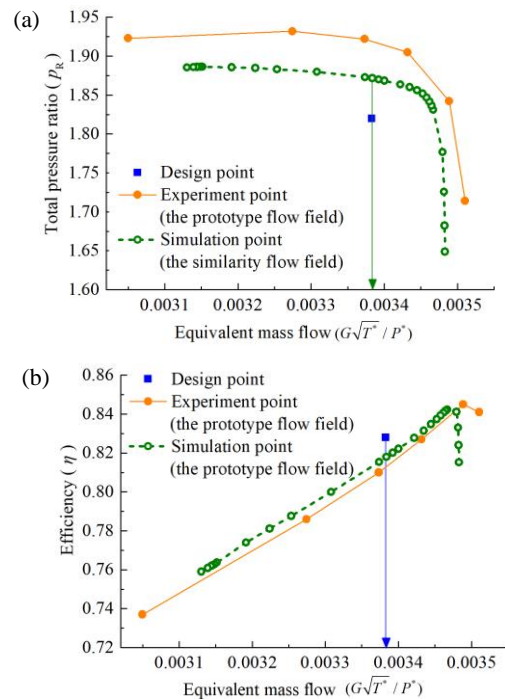 (a)
1.95
1.90
1.85
1.80
1.75
1.70
1.65
1.60
Total pressure ratio ( p_R )
Design point
Experiment point
(the prototype flow field)
Simulation point
(the similarity flow field)
0.0031 0.0032 0.0033 0.0034 0.0035
Equivalent mass flow (G√T* / P*)
(b)
0.86
0.84
0.82
0.80
0.78
0.76
0.74
0.72
Efficiency ( η )
Design point
Experiment point
(the prototype flow field)
Simulation point
(the prototype flow field)
0.0031 0.0032 0.0033 0.0034 0.0035
Equivalent mass flow (G√T* / P*)